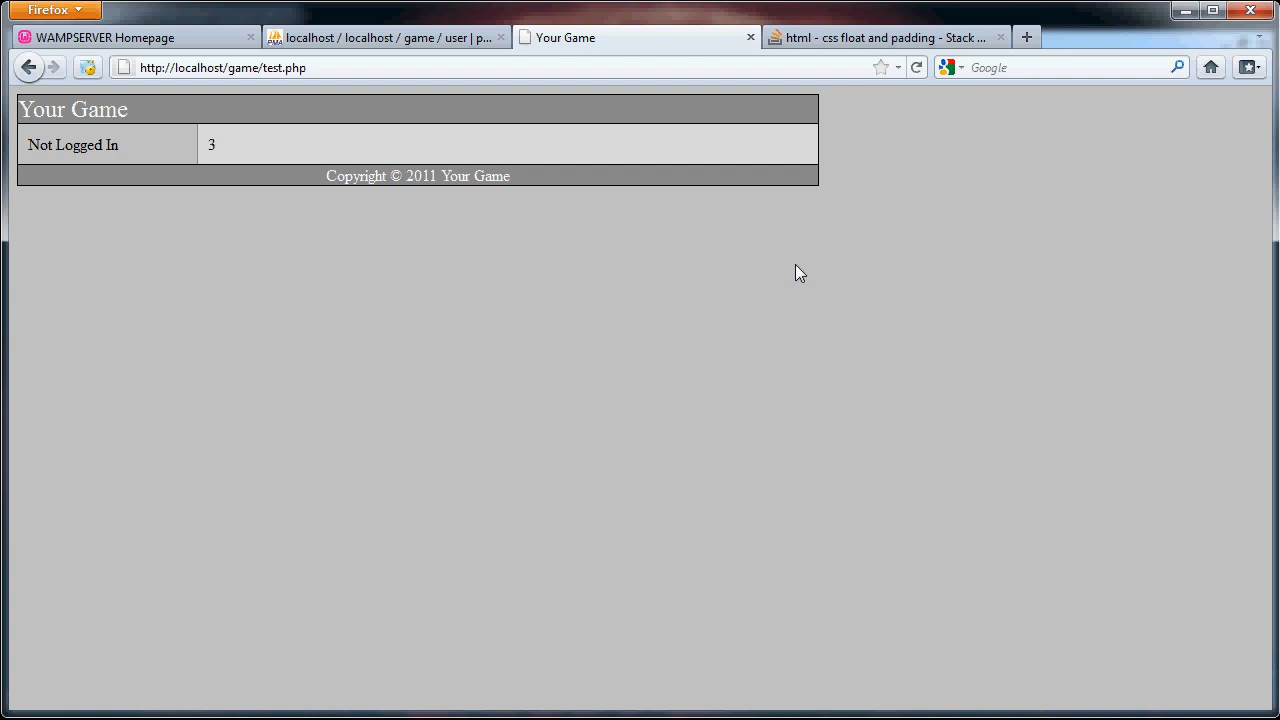 Firefox
WAMPSERVER Homepage
localhost / localhost / game / user | p...
Your Game
html - css float and padding - Stack ...
http://localhost/game/test.php
Google
Your Game
Not Logged In
3
Copyright © 2011 Your Game